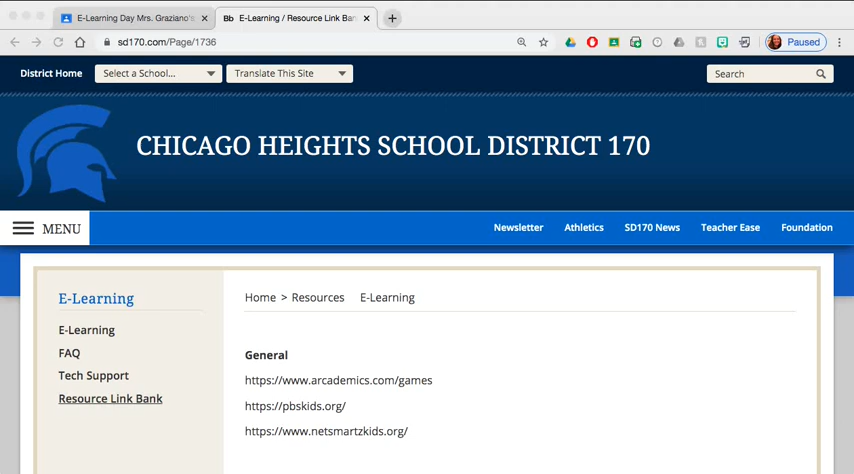 E-Learning Day Mrs. Graziano's
Bb E-Learning / Resource Link Ban
sd170.com/Page/1736
Paused
District Home
Select a School...
Translate This Site
Search
CHICAGO HEIGHTS SCHOOL DISTRICT 170
MENU
Newsletter
Athletics
SD170 News
Teacher Ease
Foundation
E-Learning
E-Learning
FAQ
Tech Support
Resource Link Bank
Home > Resources E-Learning
General
https://www.arcademics.com/games
https://pbskids.org/
https://www.netsmartzkids.org/